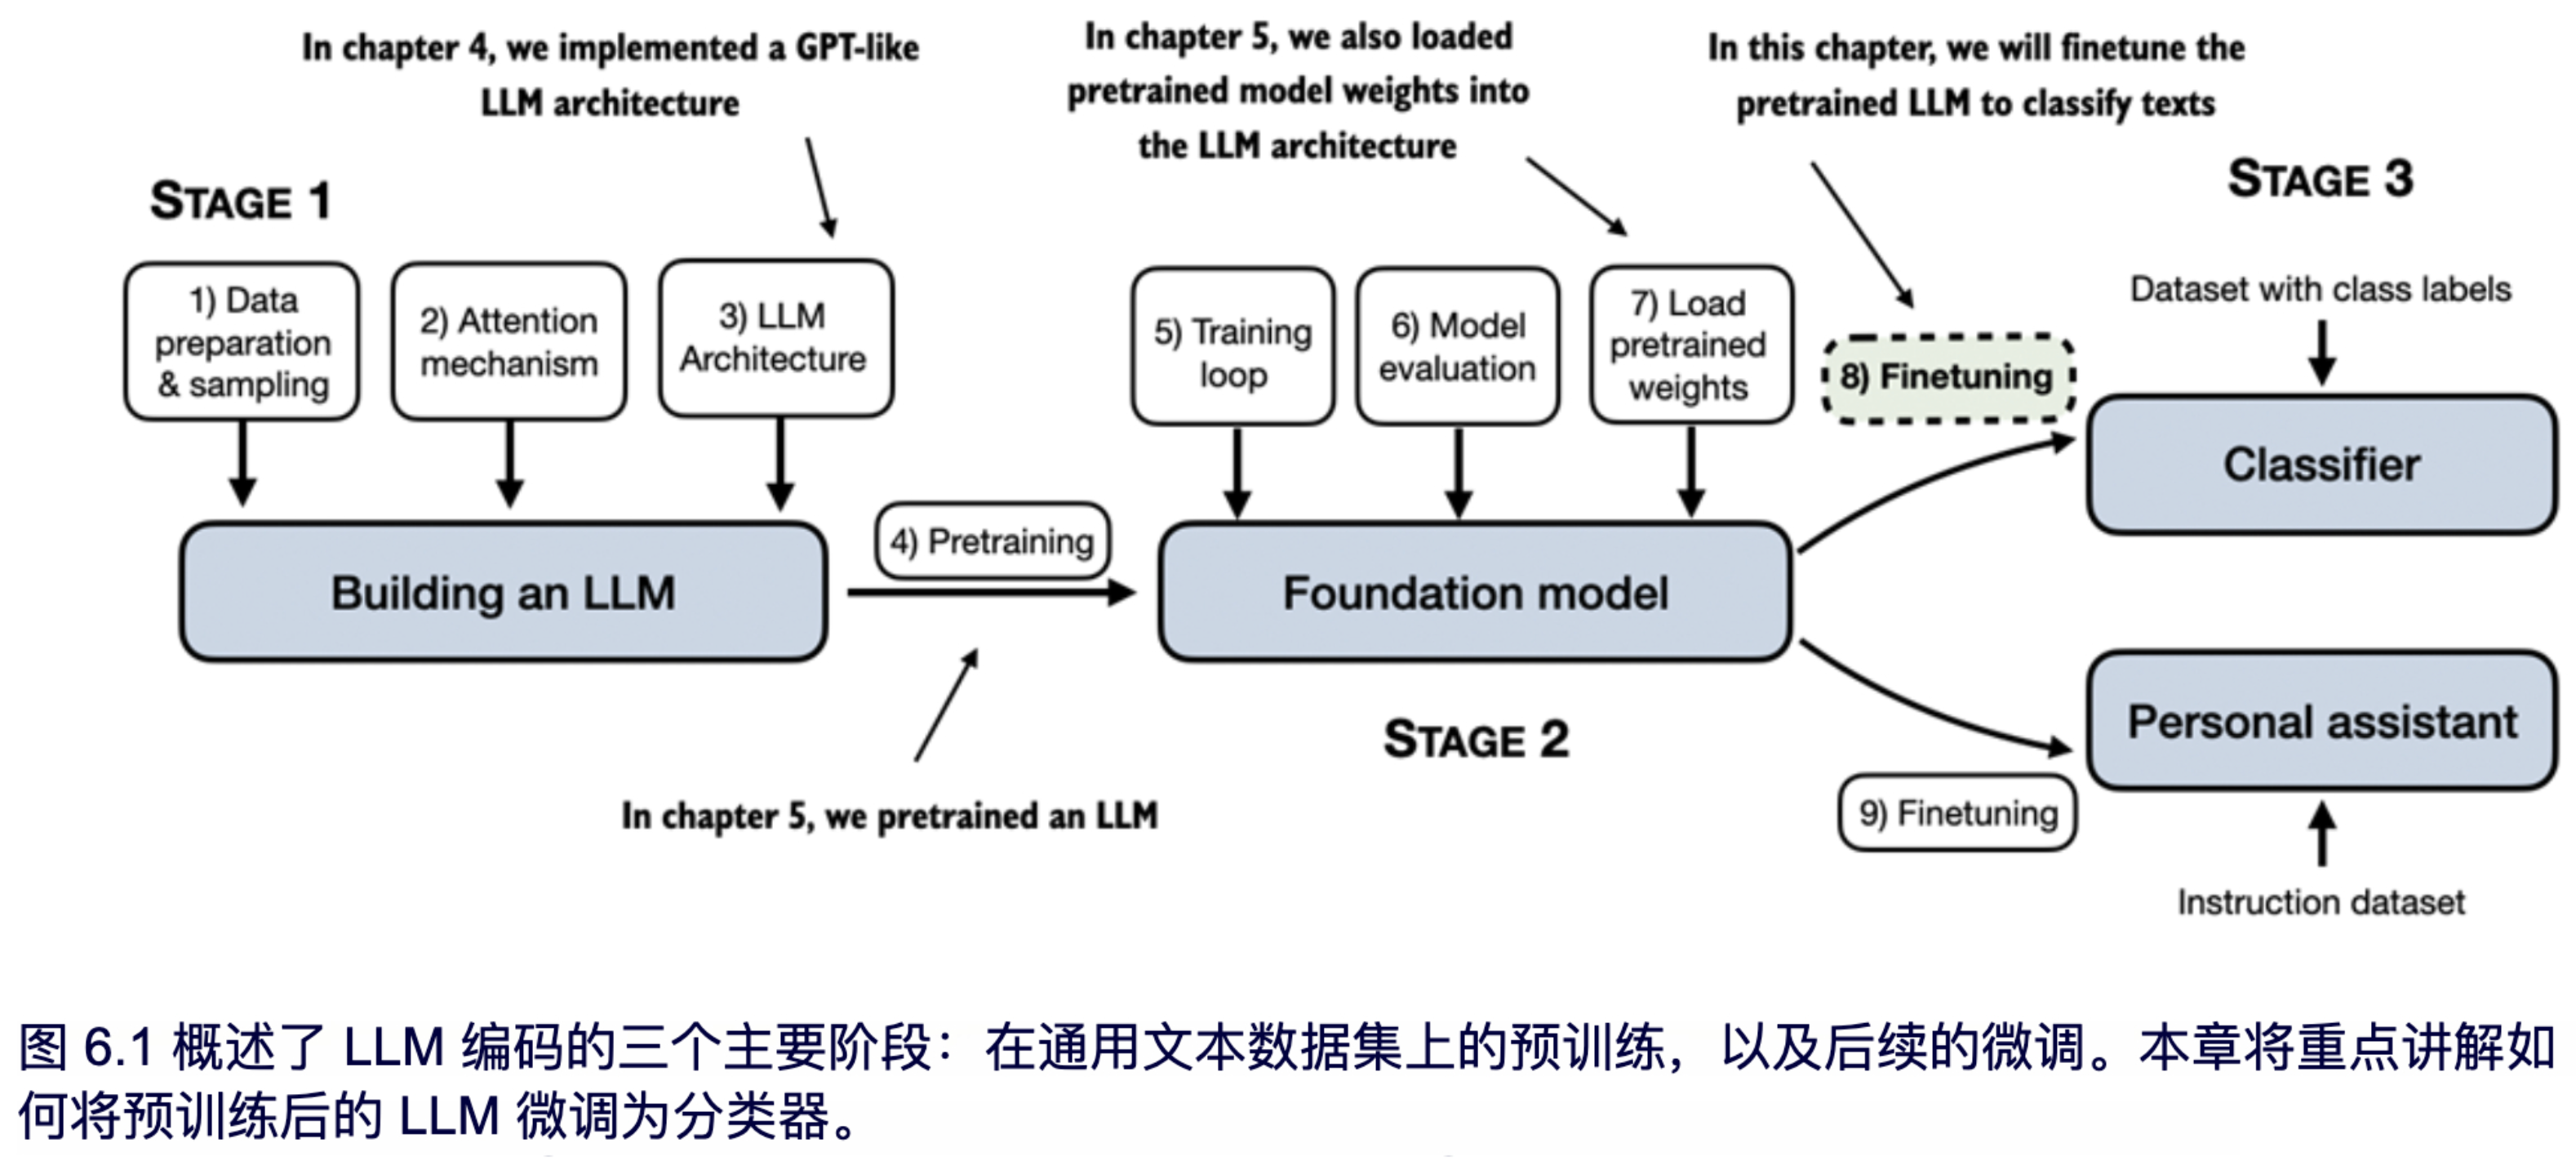 In chapter 4, we implemented a GPT-like
LLM architecture
In chapter 5, we also loaded
pretrained model weights into
the LLM architecture
In this chapter, we will finetune the
pretrained LLM to classify texts
STAGE 1
STAGE 3
1) Data
preparation
& sampling
2) Attention
mechanism
3) LLM
Architecture
5) Training
loop
6) Model
evaluation
7) Load
pretrained
weights
8) Finetuning
Dataset with class labels
Classifier
4) Pretraining
Building an LLM
Foundation model
STAGE 2
Personal assistant
In chapter 5, we pretrained an LLM
9) Finetuning
Instruction dataset
图 6.1 概述了 LLM 编码的三个主要阶段：在通用文本数据集上的预训练，以及后续的微调。本章将重点讲解如
何将预训练后的 LLM 微调为分类器。